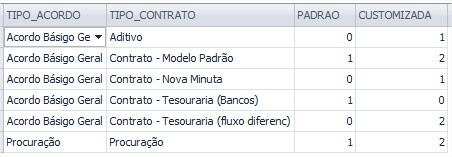 TIPO_ACORDO TIPO_CONTRATO PADRAO CUSTOMIZADA
Acordo Básigo Ge Aditivo 0 1
Acordo Básigo Geral Contrato - Modelo Padrão 1 2
Acordo Básigo Geral Contrato - Nova Minuta 0 1
Acordo Básigo Geral Contrato - Tesouraria (Bancos) 1 0
Acordo Básigo Geral Contrato - Tesouraria (fluxo diferenc) 0 2
Procuração Procuração 1 2